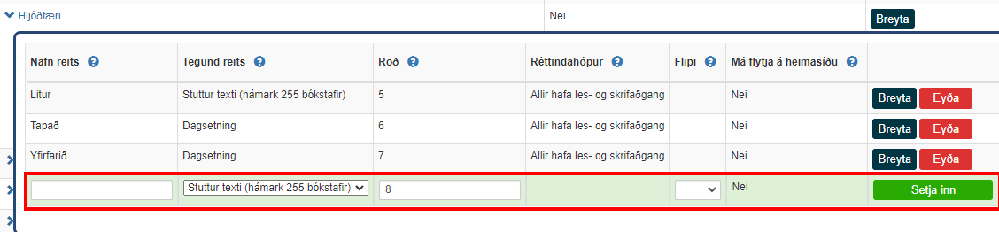 Hljóðfæri Nei Breyta
Nafn reits ? Tegund reits ? Röð ? Réttindahópur ? Flipi ? Má flytja á heimasíðu ?
Litur Stuttur texti (hámark 255 bókstafir) 5 Allir hafa les- og skrifaðgang Nei Breyta Eyða
Tapað Dagsetning 6 Allir hafa les- og skrifaðgang Nei Breyta Eyða
Yfirfarið Dagsetning 7 Allir hafa les- og skrifaðgang Nei Breyta Eyða
Stuttur texti (hámark 255 bókstafir) 8 Nei Setja inn